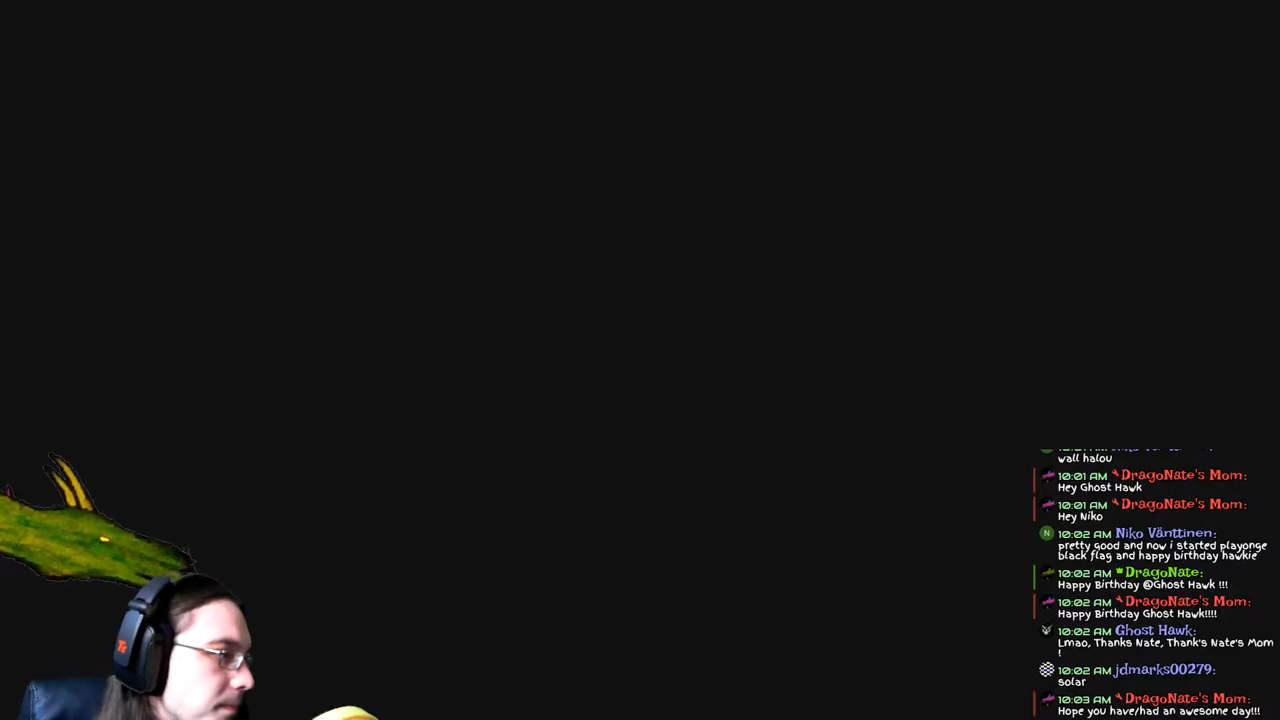 wall halou
10:01 AM DragoNate's Mom:
Hey Ghost Hawk
10:01 AM DragoNate's Mom:
Hey Niko
N 10:02 AM Niko Vänttinen:
pretty good and now i started playonge
black flag and happy birthday hawkie
10:02 AM DragoNate:
Happy Birthday @Ghost Hawk !!!
10:02 AM DragoNate's Mom:
Happy Birthday Ghost Hawk!!!!
10:02 AM Ghost Hawk:
Lmao, Thanks Nate, Thank's Nate's Mom
!
10:02 AM jdmarks00279:
solar
10:03 AM DragoNate's Mom:
Hope you have/had an awesome day!!!